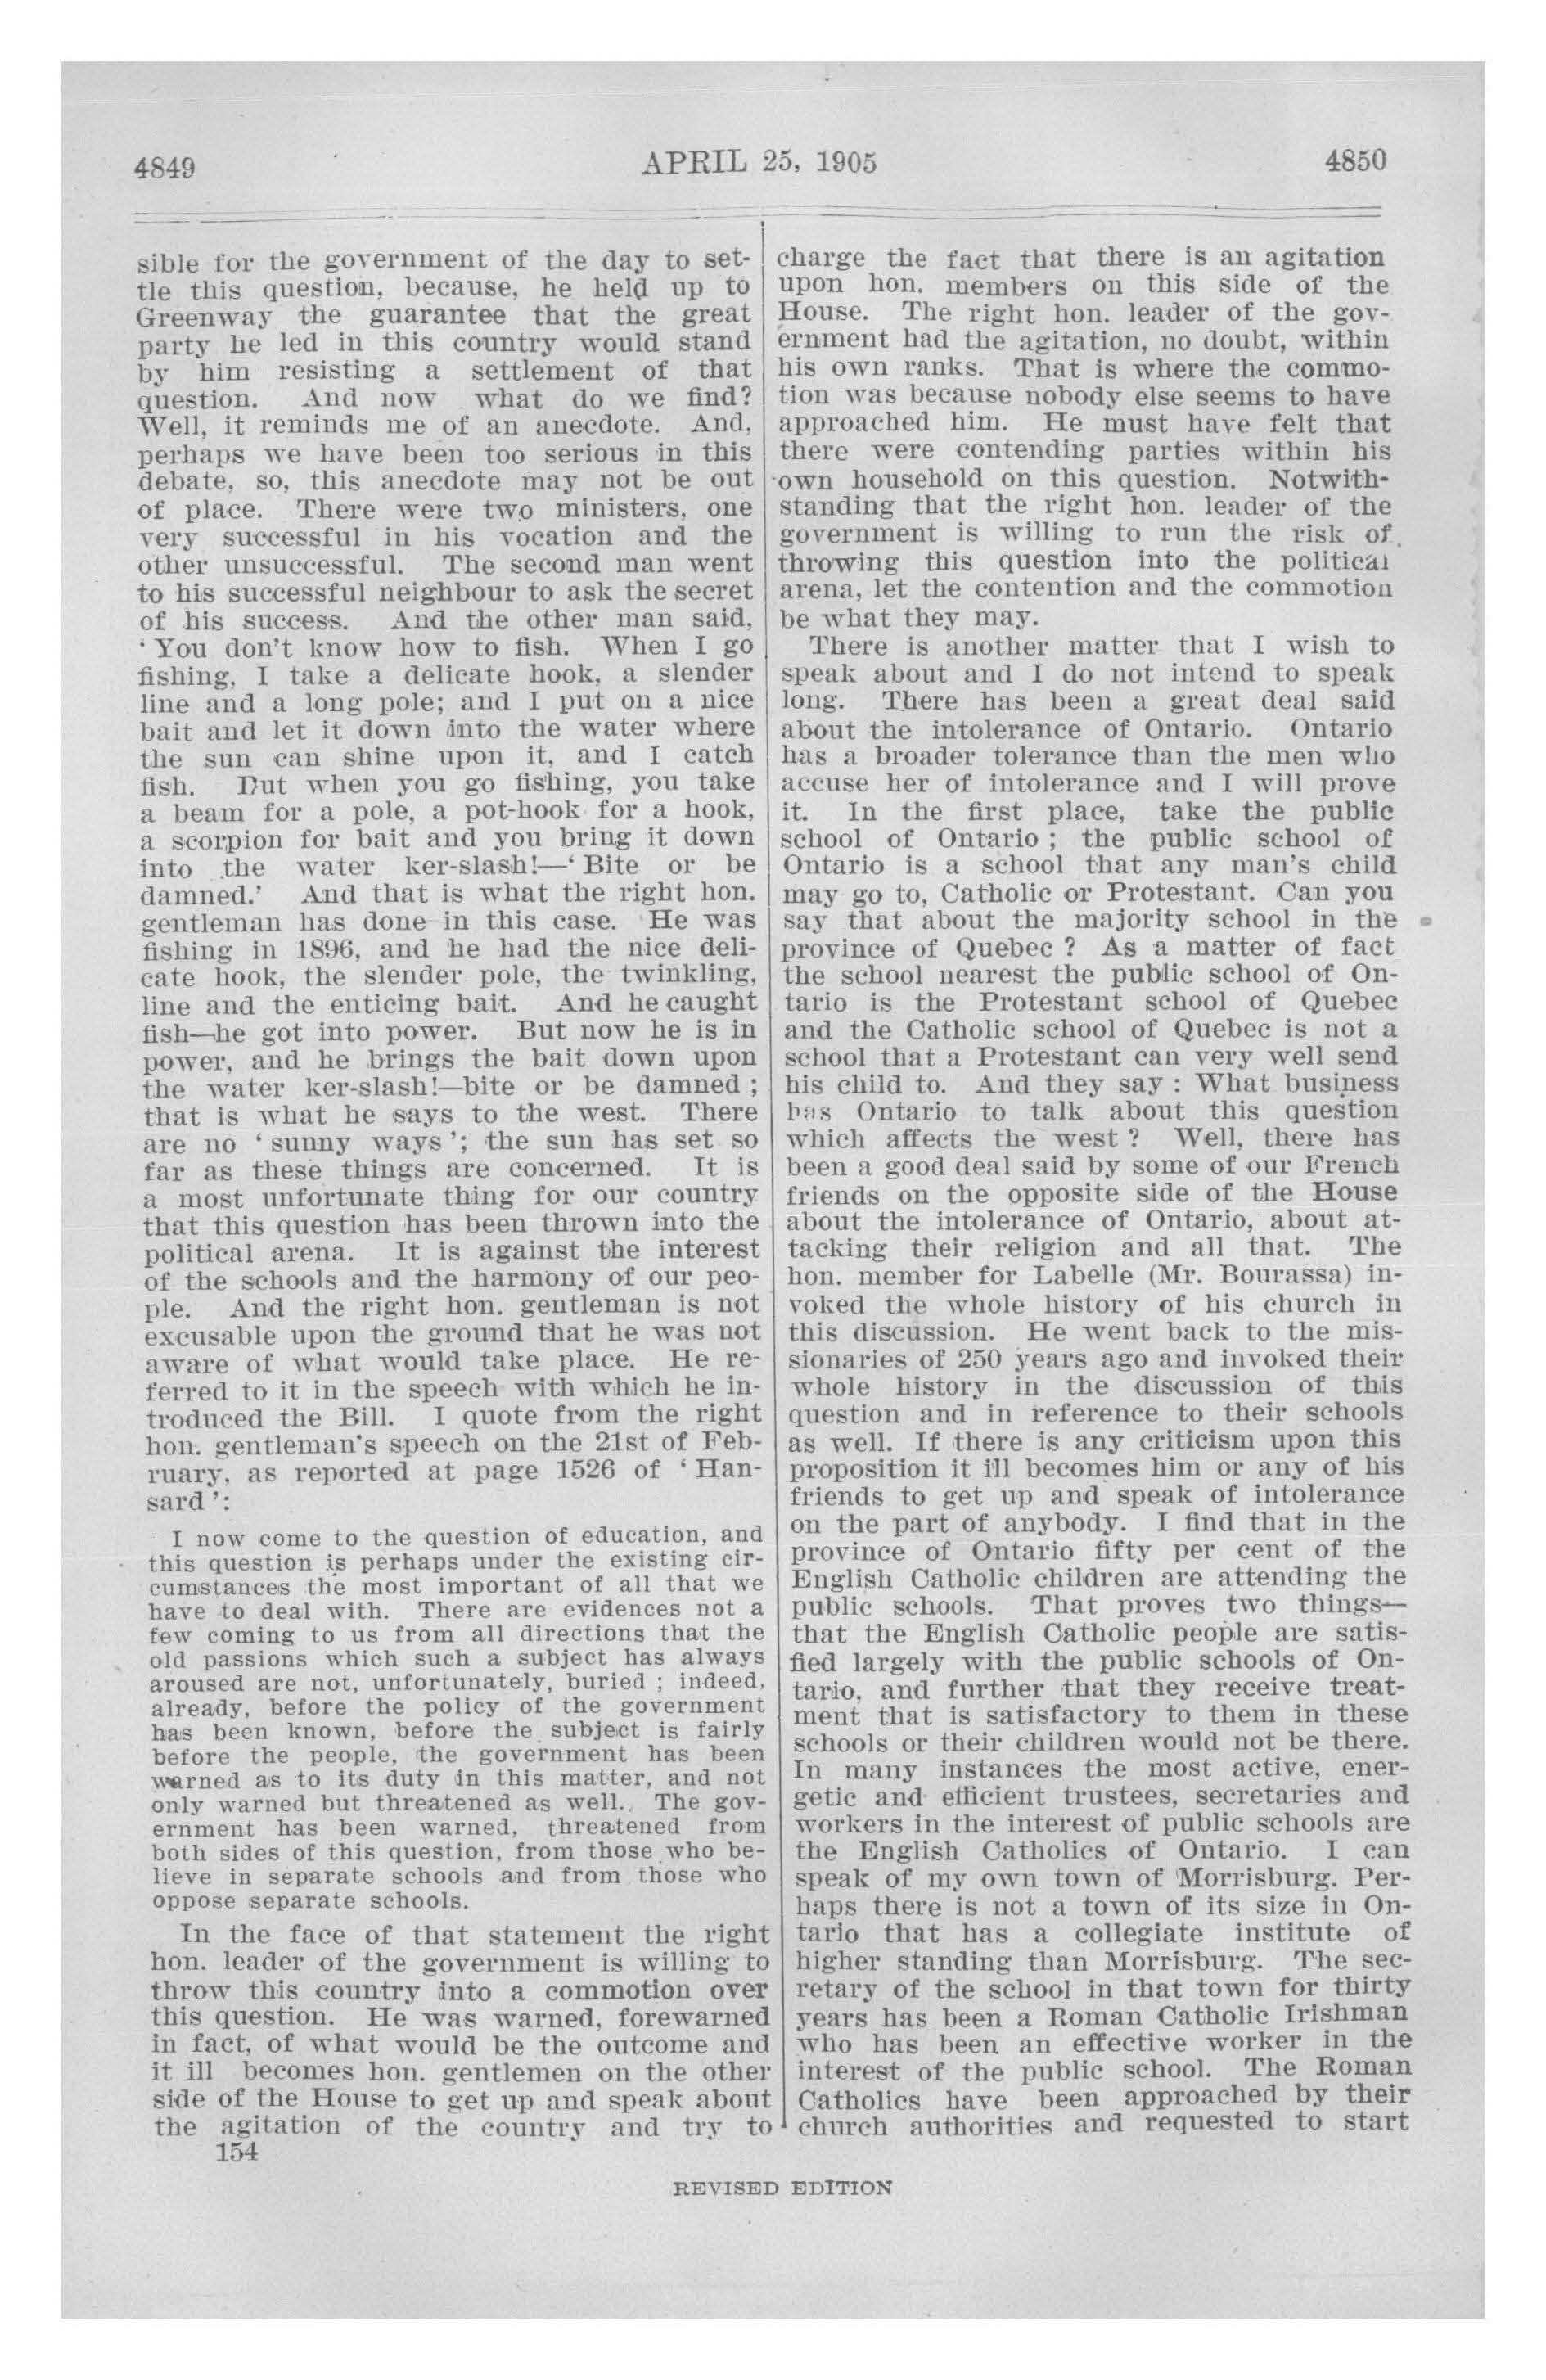 4849
APRIL 25, 1905
4850
sible for the government of the day to set-
tle this question, because, he held up to
Greenway the guarantee that the great
party he led in this country would stand
by him resisting a settlement of that
question. And now what do we find?
Well, it reminds me of an anecdote. And,
perhaps we have been too serious in this
debate, so, this anecdote may not be out
of place. There were two ministers, one
very successful in his vocation and the
other unsuccessful. The second man went
to his successful neighbour to ask the secret
of his success. And the other man said,
‘ You don't know how to fish. When I go
fishing, I take a delicate hook, a slender
line and a long pole; and I put on a nice
bait and let it down into the water where
the sun can shine upon it, and I catch
fish. But when you go fishing, you take
a beam for a pole, a pot-hook for a hook,
a scorpion for bait and you bring it down
into the water ker-slash!—‘ Bite or be
damned.’ And that is what the right hon.
gentleman has done in this case. He was
fishing in 1896, and he had the nice deli-
cate hook, the slender pole, the twinkling,
line and the enticing bait. And he caught
fish—he got into power. But now he is in
power, and he brings the bait down upon
the water ker-slash!—bite or be damned ;
that is what he says to the west. There
are no ‘ sunny ways ’; the sun has set so
far as these things are concerned. It is
a most unfortunate thing for our country
that this question has been thrown into the
political arena. It is against the interest
of the schools and the harmony of our peo-
ple. And the right hon. gentleman is not
excusable upon the ground that he was not
aware of what would take place. He re-
ferred to it in the speech with which he in-
troduced the Bill. I quote from the right
hon. gentleman's speech on the 21st of Feb-
ruary, as reported at page 1526 of ‘ Han-
sard ’:
I now come to the question of education, and
this question is perhaps under the existing cir-
cumstances the most important of all that we
have to deal with. There are evidences not a
few coming to us from all directions that the
old passions which such a subject has always
aroused are not, unfortunately, buried ; indeed,
already, before the policy of the government
has been known, before the subject is fairly
before the people, the government has been
warned as to its duty in this matter, and not
only warned but threatened as well. The gov-
ernment has been warned, threatened from
both sides of this question, from those who be-
lieve in separate schools and from those who
oppose separate schools.
In the face of that statement the right
hon. leader of the government is willing to
throw this country into a commotion over
this question. He was warned, forewarned
in fact, of what would be the outcome and
it ill becomes hon. gentlemen on the other
side of the House to get up and speak about
the agitation of the country and try to
154
charge the fact that there is an agitation
upon hon. members on this side of the
House. The right hon. leader of the gov-
ernment had the agitation, no doubt, within
his own ranks. That is where the commo-
tion was because nobody else seems to have
approached him. He must have felt that
there were contending parties within his
own household on this question. Notwith-
standing that the right hon. leader of the
government is willing to run the risk of
throwing this question into the political
arena, let the contention and the commotion
be what they may.
There is another matter that I wish to
speak about and I do not intend to speak
long. There has been a great deal said
about the intolerance of Ontario. Ontario
has a broader tolerance than the men who
accuse her of intolerance and I will prove
it. In the first place, take the public
school of Ontario ; the public school of
Ontario is a school that any man's child
may go to, Catholic or Protestant. Can you
say that about the majority school in the
province of Quebec ? As a matter of fact
the school nearest the public school of On-
tario is the Protestant school of Quebec
and the Catholic school of Quebec is not a
school that a Protestant can very well send
his child to. And they say : What business
has Ontario to talk about this question
which affects the west ? Well, there has
been a good deal said by some of our French
friends on the opposite side of the House
about the intolerance of Ontario, about at-
tacking their religion and all that. The
hon. member for Labelle (Mr. Bourassa) in-
voked the whole history of his church in
this discussion. He went back to the mis-
sionaries of 250 years ago and invoked their
whole history in the discussion of this
question and in reference to their schools
as well. If there is any criticism upon this
proposition it ill becomes him or any of his
friends to get up and speak of intolerance
on the part of anybody. I find that in the
province of Ontario fifty per cent of the
English Catholic children are attending the
public schools. That proves two things—
that the English Catholic people are satis-
fied largely with the public schools of On-
tario, and further that they receive treat-
ment that is satisfactory to them in these
schools or their children would not be there.
In many instances the most active, ener-
getic and efficient trustees, secretaries and
workers in the interest of public schools are
the English Catholics of Ontario. I can
speak of my own town of Morrisburg. Per-
haps there is not a town of its size in On-
tario that has a collegiate institute of
higher standing than Morrisburg. The sec-
retary of the school in that town for thirty
years has been a Roman Catholic Irishman
who has been an effective worker in the
interest of the public school. The Roman
Catholics have been approached by their
church authorities and requested to start
REVISED EDITION